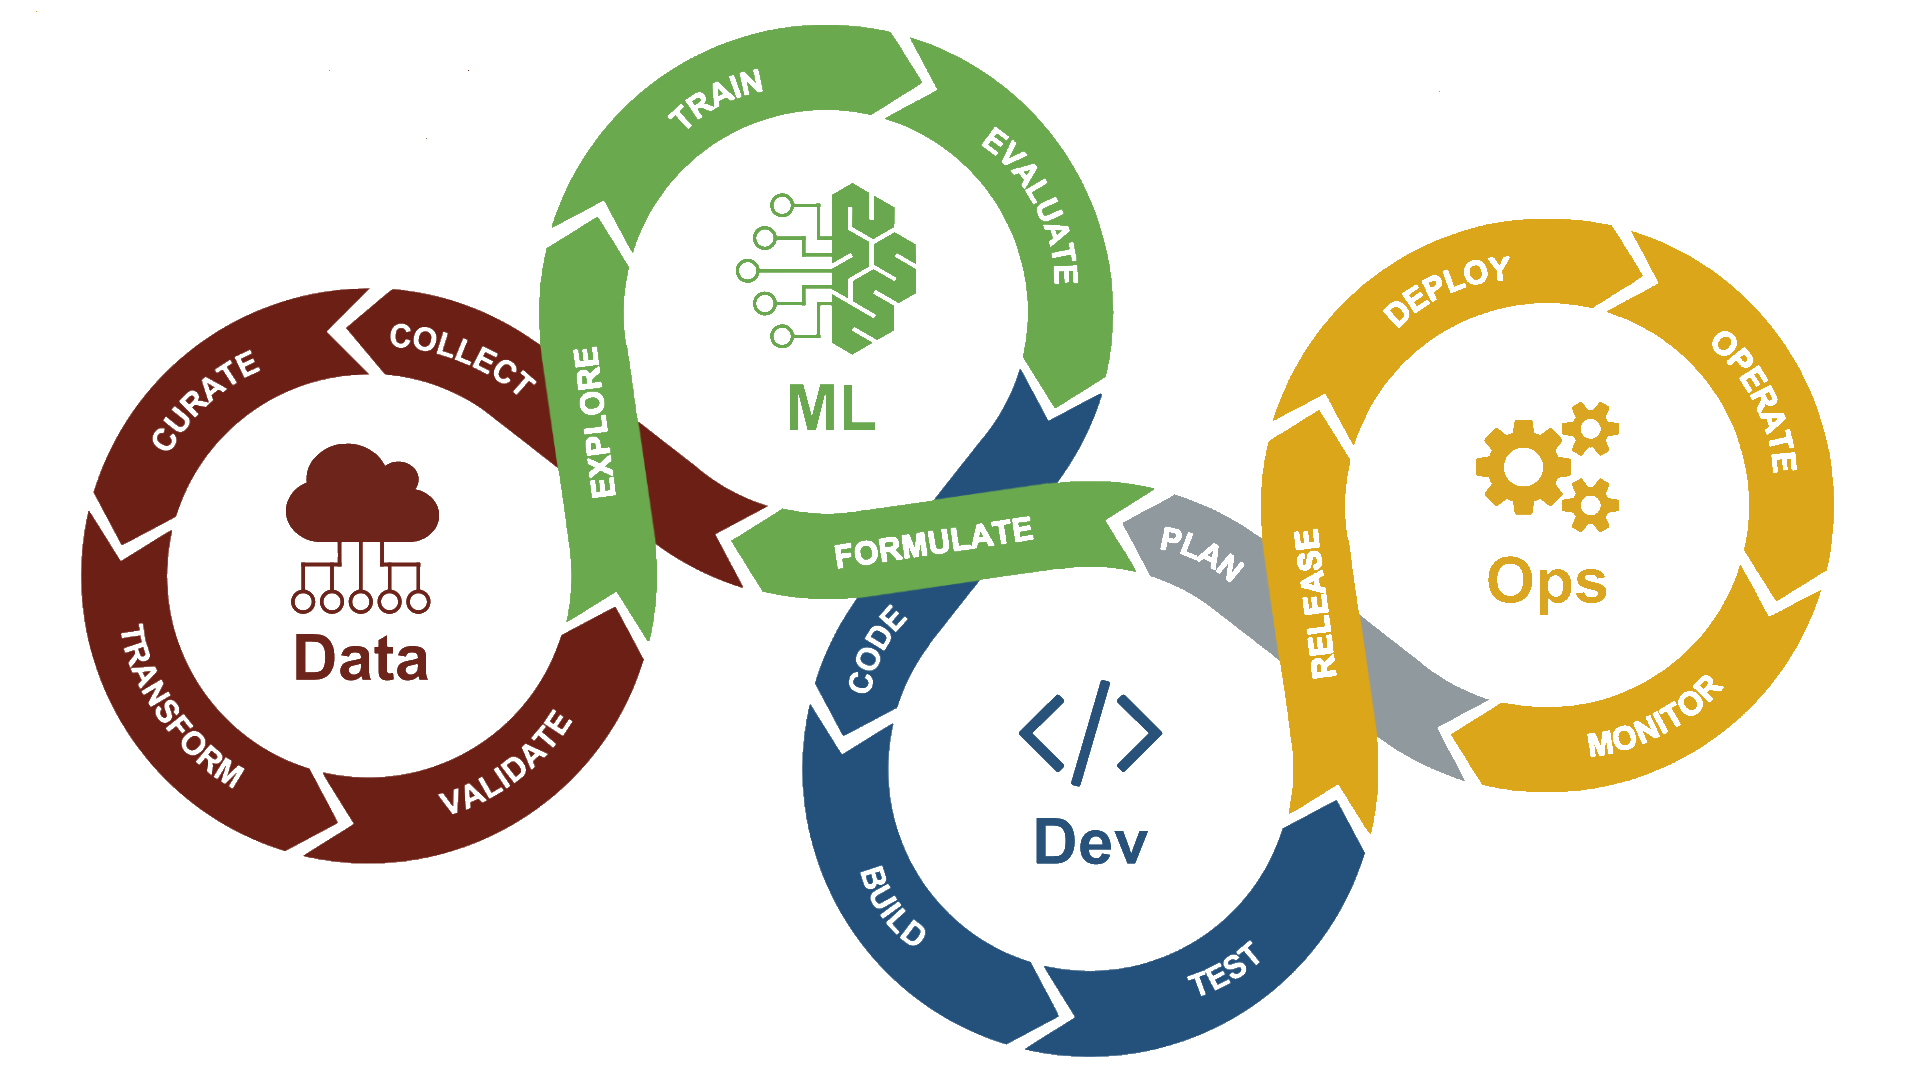 COLLECT
CURATE
TRANSFORM
VALIDATE
Data
EXPLORE
TRAIN
EVALUATE
ML
FORMULATE
PLAN
CODE
BUILD
TEST
Dev
RELEASE
DEPLOY
OPERATE
MONITOR
Ops